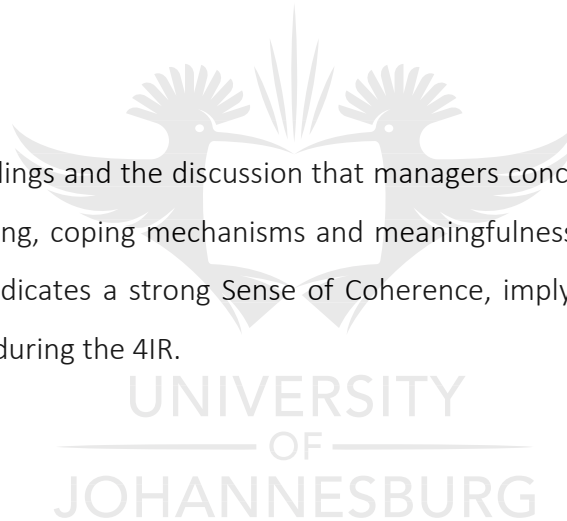 dings and the discussion that managers conc
ng, coping mechanisms and meaningfulness
dicates a strong Sense of Coherence, imply
during the 4IR.
UNIVERSITY
OF
JOHANNESBURG